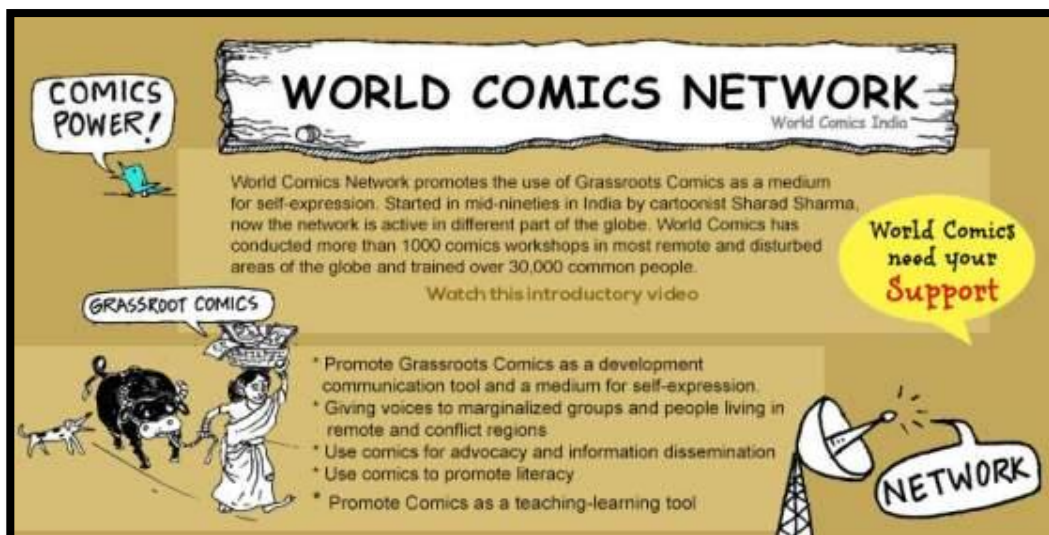 COMICS
POWER!
WORLD COMICS NETWORK
World Comics India
World Comics Network promotes the use of Grassroots Comics as a medium
for self-expression. Started in mid-nineties in India by cartoonist Sharad Sharma,
now the network is active in different part of the globe. World Comics has
conducted more than 1000 comics workshops in most remote and disturbed
areas of the globe and trained over 30,000 common people.
Watch this introductory video
World Comics
need your
Support
GRASSROOT COMICS
* Promote Grassroots Comics as a development
communication tool and a medium for self-expression.
* Giving voices to marginalized groups and people living in
remote and conflict regions
* Use comics for advocacy and information dissemination
* Use comics to promote literacy
* Promote Comics as a teaching-learning tool
NETWORK